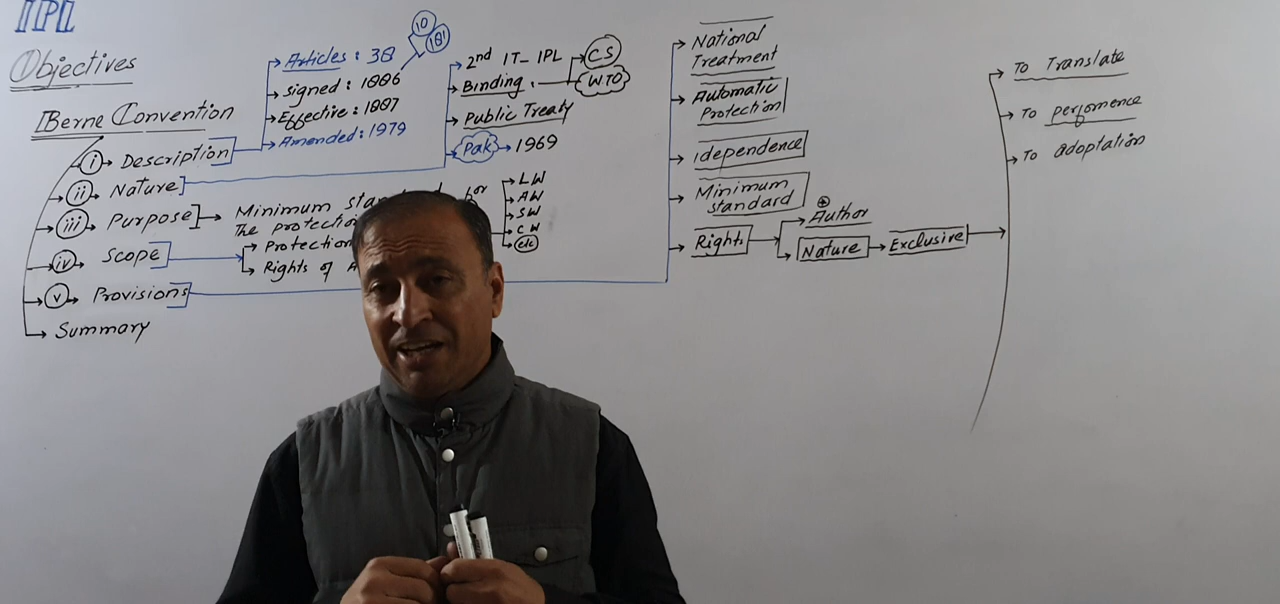 IPL
Objectives
Berne Convention
i Description
Articles : 38
10
181
signed : 1886
Effective : 1887
Amended : 1979
ii Nature
2nd IT- IPL
Binding .
CS
WTO
Public Treaty
Pak → 1969
iii Purpose
Minimum for
The protection
LW
AW
SW
CW
etc
iv Scope
Protection
Rights of
v Provisions
National
Treatment
Automatic
Protection
Idependence
Minimum
standard
Rights
Author
Nature → Exclusive
To Translate
To perfomence
To adoptation
Summary